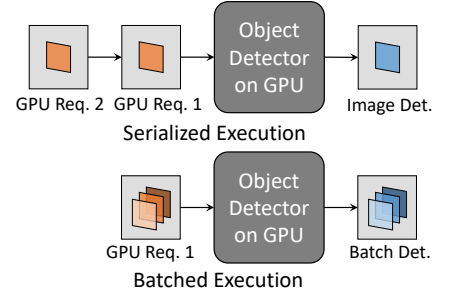 Object
Detector
on GPU
GPU Req. 2
GPU Req. 1
Image Det.
Serialized Execution
Object
Detector
on GPU
GPU Req. 1
Batch Det.
Batched Execution